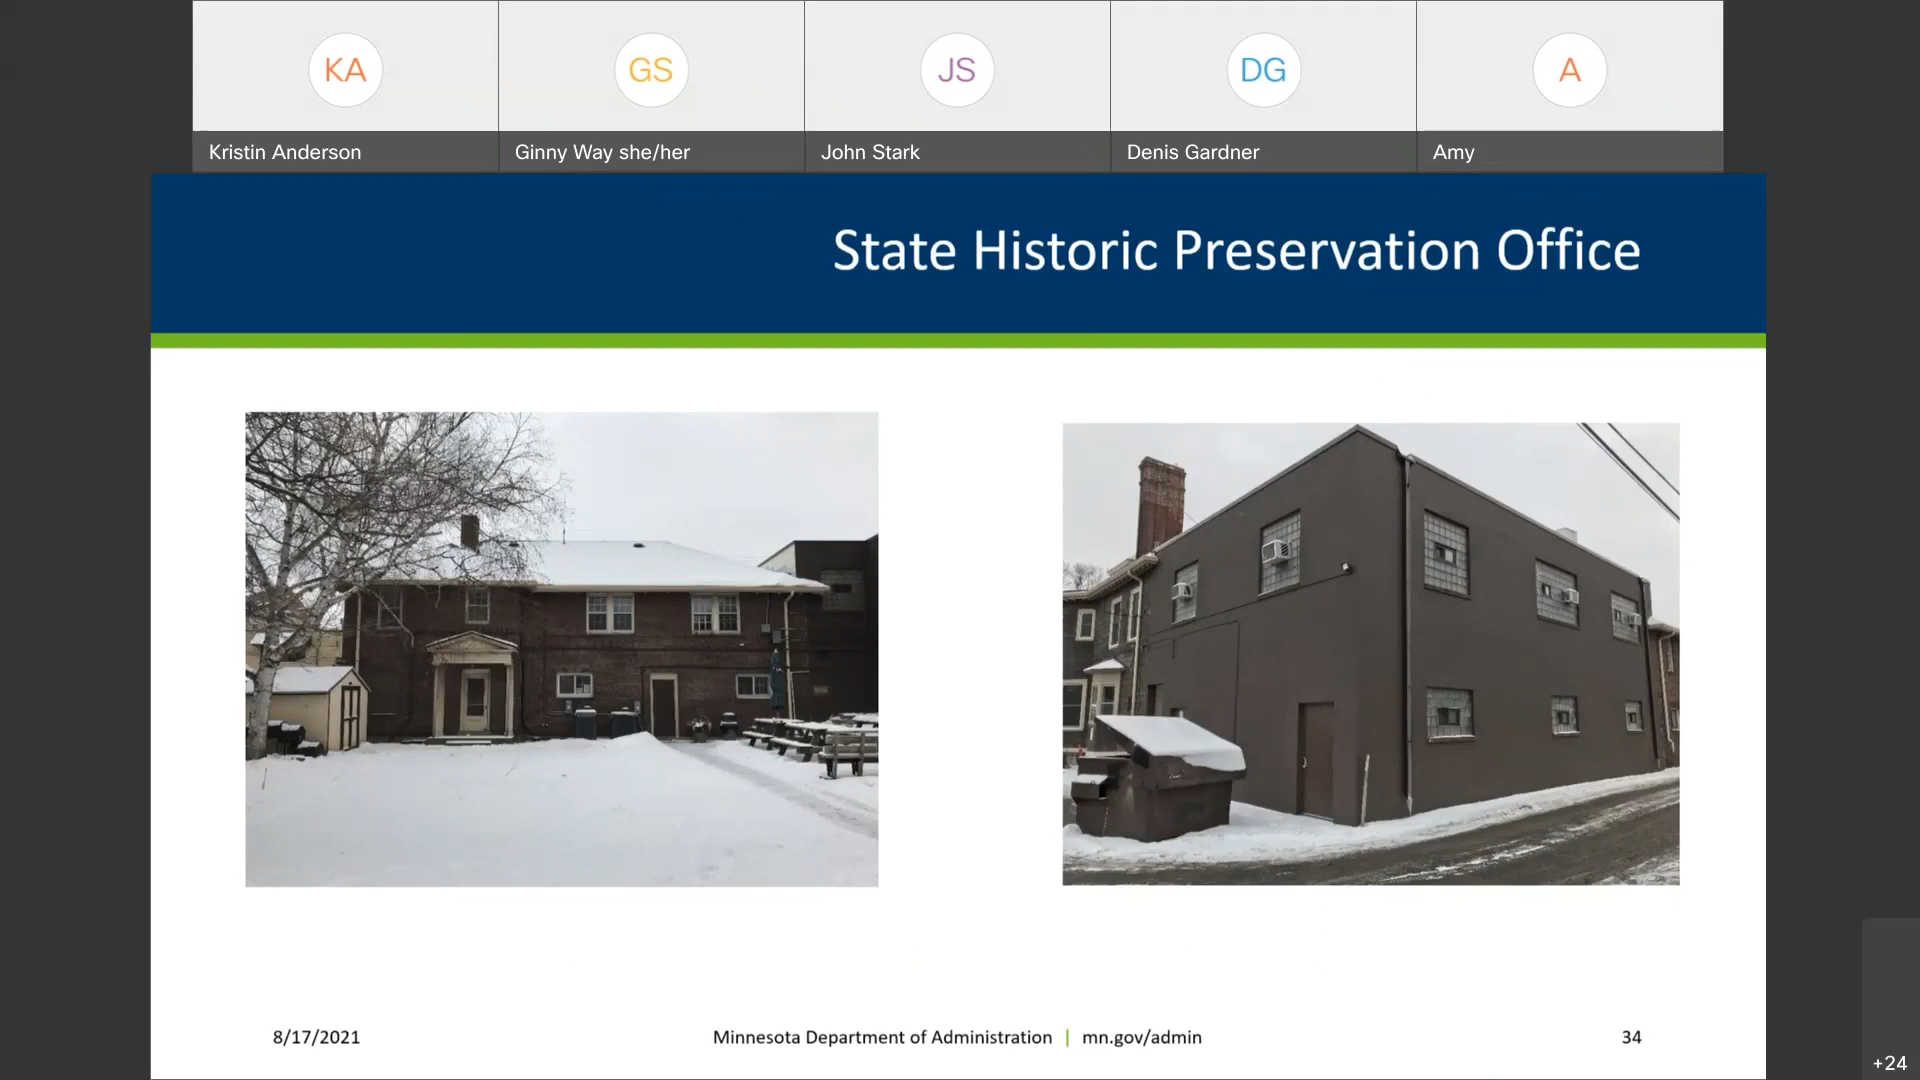 KA
GS
JS
DG
A
Kristin Anderson
Ginny Way she/her
John Stark
Denis Gardner
Amy
State Historic Preservation Office
8/17/2021
Minnesota Department of Administration | mn.gov/admin
34
+24